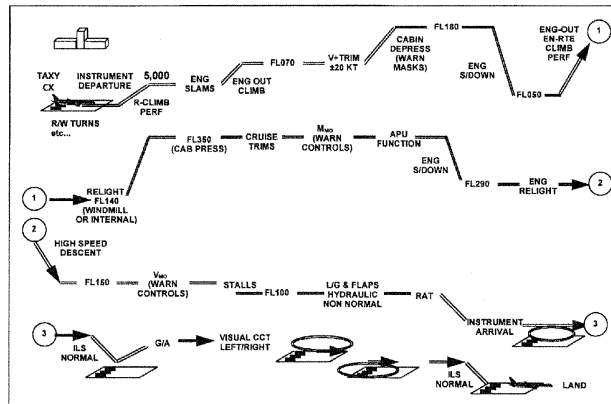 TAXY
CX
R/W TURNS
etc...
INSTRUMENT
DEPARTURE
5,000
R-CLIMB
PERF
ENG
SLAMS
ENG OUT
CLIMB
FL070
V+TRIM
±20 KT
CABIN
DEPRESS
(WARN
MASKS)
FL180
ENG
S/DOWN
FL050
ENG-OUT
EN-RTE
CLIMB
PERF
1
1
RELIGHT
FL140
(WINDMILL
OR INTERNAL)
FL350
(CAB PRESS)
CRUISE
TRIMS
MMO
(WARN
CONTROLS)
APU
FUNCTION
ENG
S/DOWN
FL290
ENG
RELIGHT
2
2
HIGH SPEED
DESCENT
FL150
VMO
(WARN
CONTROLS)
STALLS
FL100
L/G & FLAPS
HYDRAULIC
NON NORMAL
RAT
INSTRUMENT
ARRIVAL
3
3
ILS
NORMAL
G/A
VISUAL CCT
LEFT/RIGHT
ILS
NORMAL
LAND